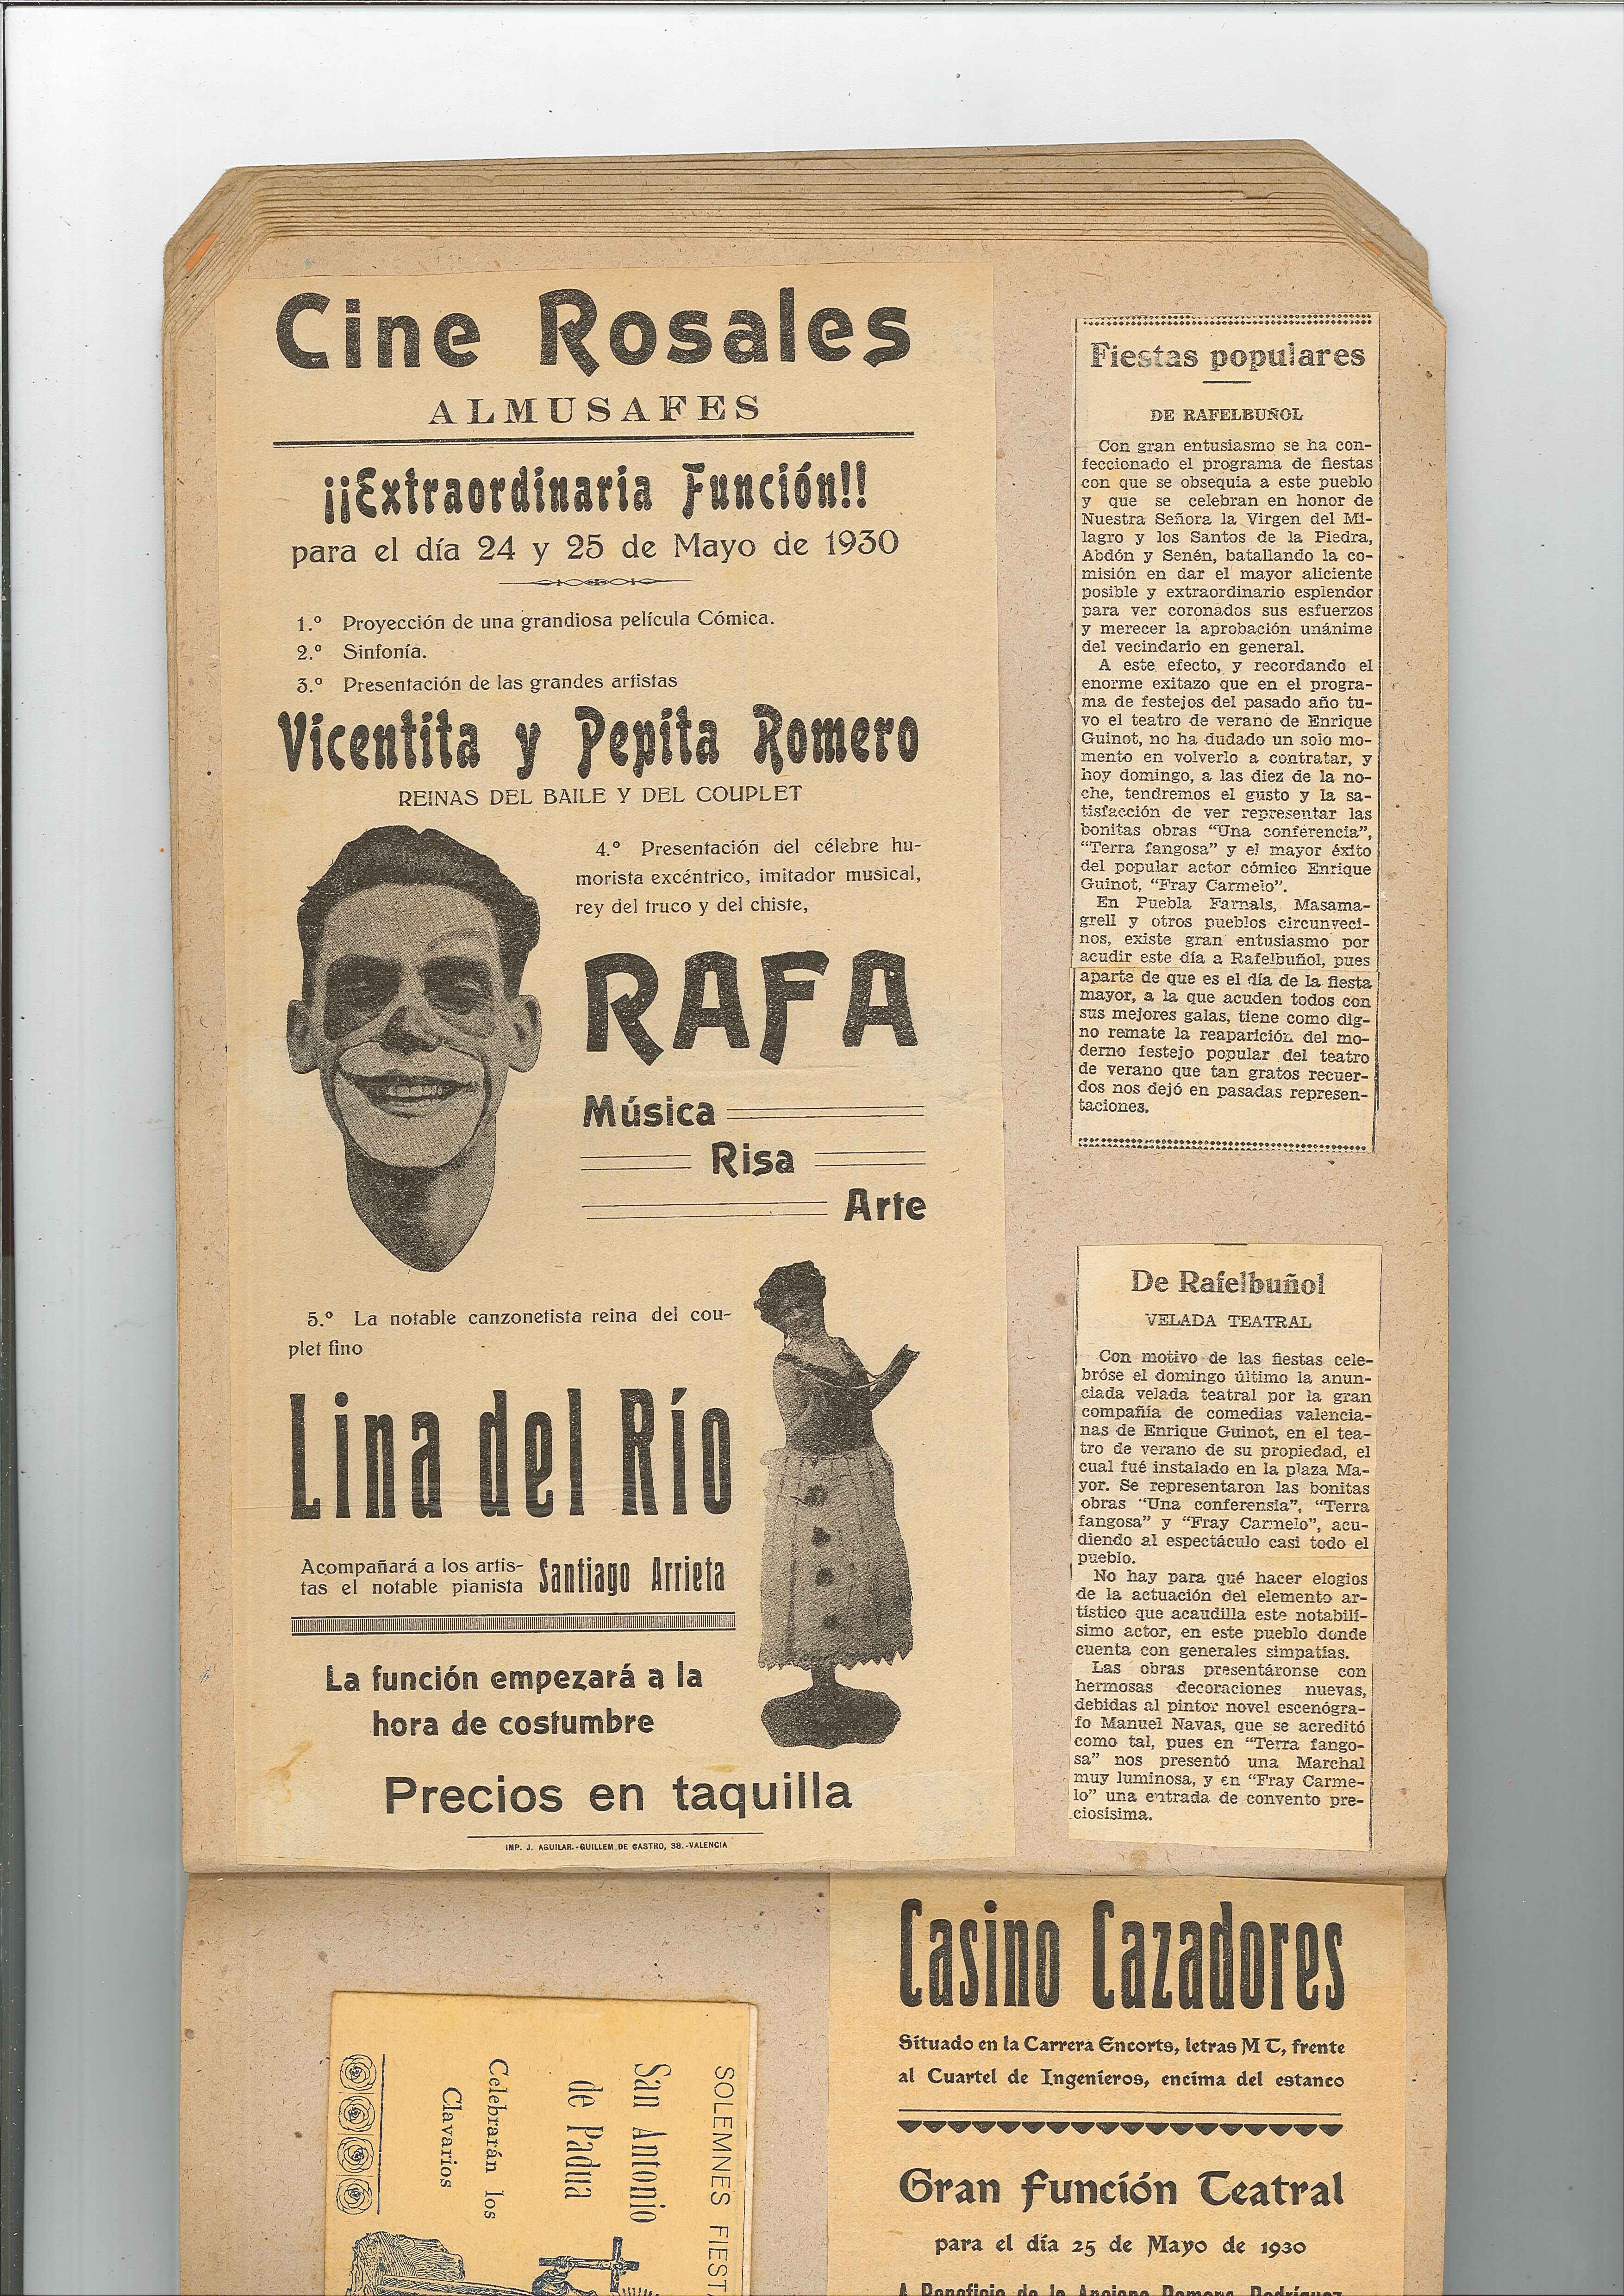 Cine Rosales
ALMUSAFES
¡¡Extraordinaria Función!!
para el día 24 y 25 de Mayo de 1930
1.º Proyección de una grandiosa película Cómica.
2.º Sinfonía.
3.º Presentación de las grandes artistas
Vicentita y Pepita Romero
REINAS DEL BAILE Y DEL COUPLET
4.º Presentación del célebre hu-
morista excéntrico, imitador musical,
rey del truco y del chiste,
RAFA
Música
Risa
Arte
5.º La notable canzonetista reina del cou-
plet fino
Lina del Río
Acompañará a los artis-
tas el notable pianista Santiago Arrieta
La función empezará a la
hora de costumbre
Precios en taquilla
IMP. J. AGUILAR.-GUILLEM DE CASTRO, 38.-VALENCIA
Fiestas populares
DE RAFELBUÑOL
Con gran entusiasmo se ha con-
feccionado el programa de fiestas
con que se obsequia a este pueblo
y que se celebran en honor de
Nuestra Señora la Virgen del Mi-
lagro y los Santos de la Piedra,
Abdón y Senén, batallando la co-
misión en dar el mayor aliciente
posible y extraordinario esplendor
para ver coronados sus esfuerzos
y merecer la aprobación unánime
del vecindario en general.
A este efecto, y recordando el
enorme exitazo que en el progra-
ma de festejos del pasado año tu-
vo el teatro de verano de Enrique
Guinot, no ha dudado un solo mo-
mento en volverlo a contratar, y
hoy domingo, a las diez de la no-
che, tendremos el gusto y la sa-
tisfacción de ver representar las
bonitas obras “Una conferencia”,
“Terra fangosa” y el mayor éxito
del popular actor cómico Enrique
Guinot, “Fray Carmelo”.
En Puebla Farnals, Masama-
grell y otros pueblos circunveci-
nos, existe gran entusiasmo por
acudir este día a Rafelbuñol, pues
aparte de que es el día de la fiesta
mayor, a la que acuden todos con
sus mejores galas, tiene como dig-
no remate la reaparición del mo-
derno festejo popular del teatro
de verano que tan gratos recuer-
dos nos dejó en pasadas represen-
taciones.
De Rafelbuñol
VELADA TEATRAL
Con motivo de las fiestas cele-
bróse el domingo último la anun-
ciada velada teatral por la gran
compañía de comedias valencia-
nas de Enrique Guinot, en el tea-
tro de verano de su propiedad, el
cual fué instalado en la plaza Ma-
yor. Se representaron las bonitas
obras “Una conferensia”, “Terra
fangosa” y “Fray Carmelo”, acu-
diendo al espectáculo casi todo el
pueblo.
No hay para qué hacer elogios
de la actuación del elemento ar-
tístico que acaudilla este notabilí-
simo actor, en este pueblo donde
cuenta con generales simpatías.
Las obras presentáronse con
hermosas decoraciones nuevas,
debidas al pintor novel escenógra-
fo Manuel Navas, que se acreditó
como tal, pues en “Terra fango-
sa” nos presentó una Marchal
muy luminosa, y en “Fray Carme-
lo” una entrada de convento pre-
ciosísima.
SOLEMNES FIEST
San Antonio
de Padua
Celebrarán los
Clavarios
Casino Cazadores
Situado en la Carrera Encorts, letras M T, frente
al Cuartel de Ingenieros, encima del estanco
Gran Función Teatral
para el día 25 de Mayo de 1930
A Beneficio de la Anciana Ramona Rodríguez